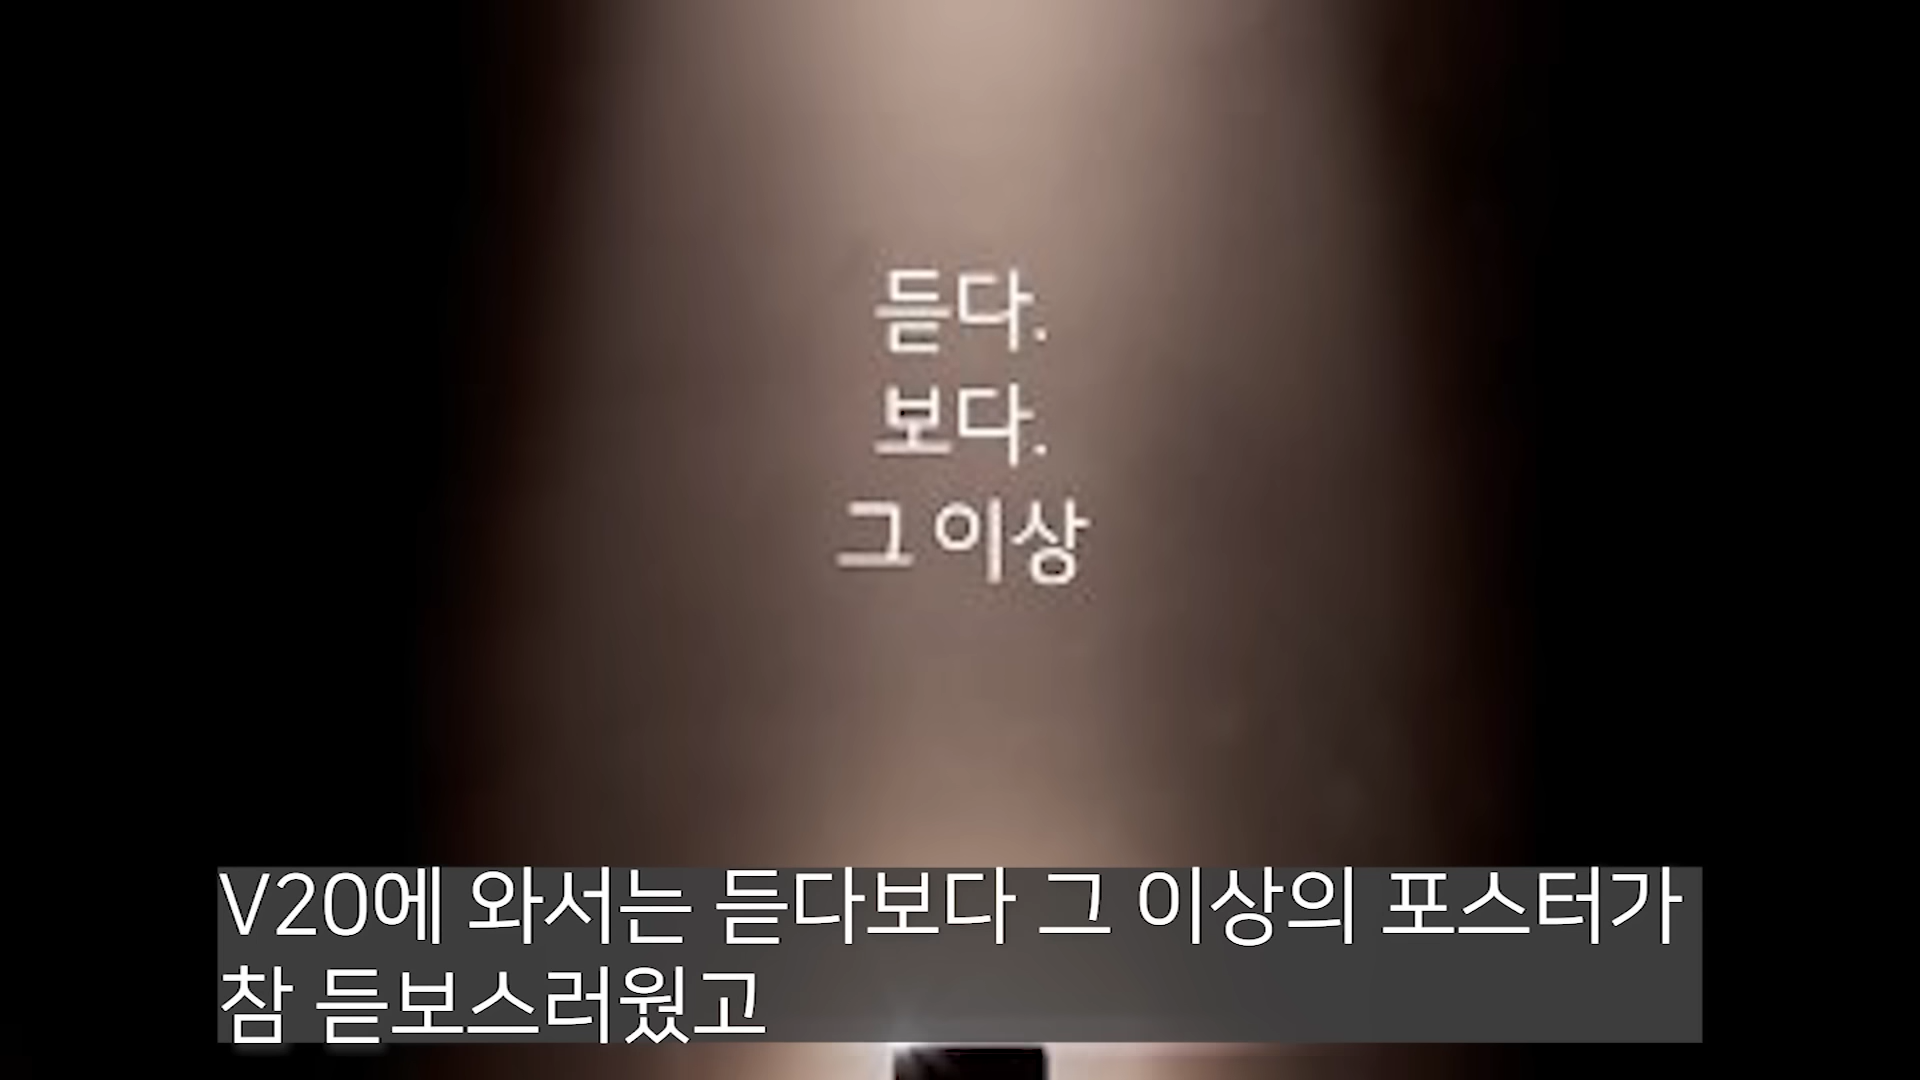 듣다.
보다.
그 이상
V20에 와서는 듣다보다 그 이상의 포스터가
참 듣보스러웠고